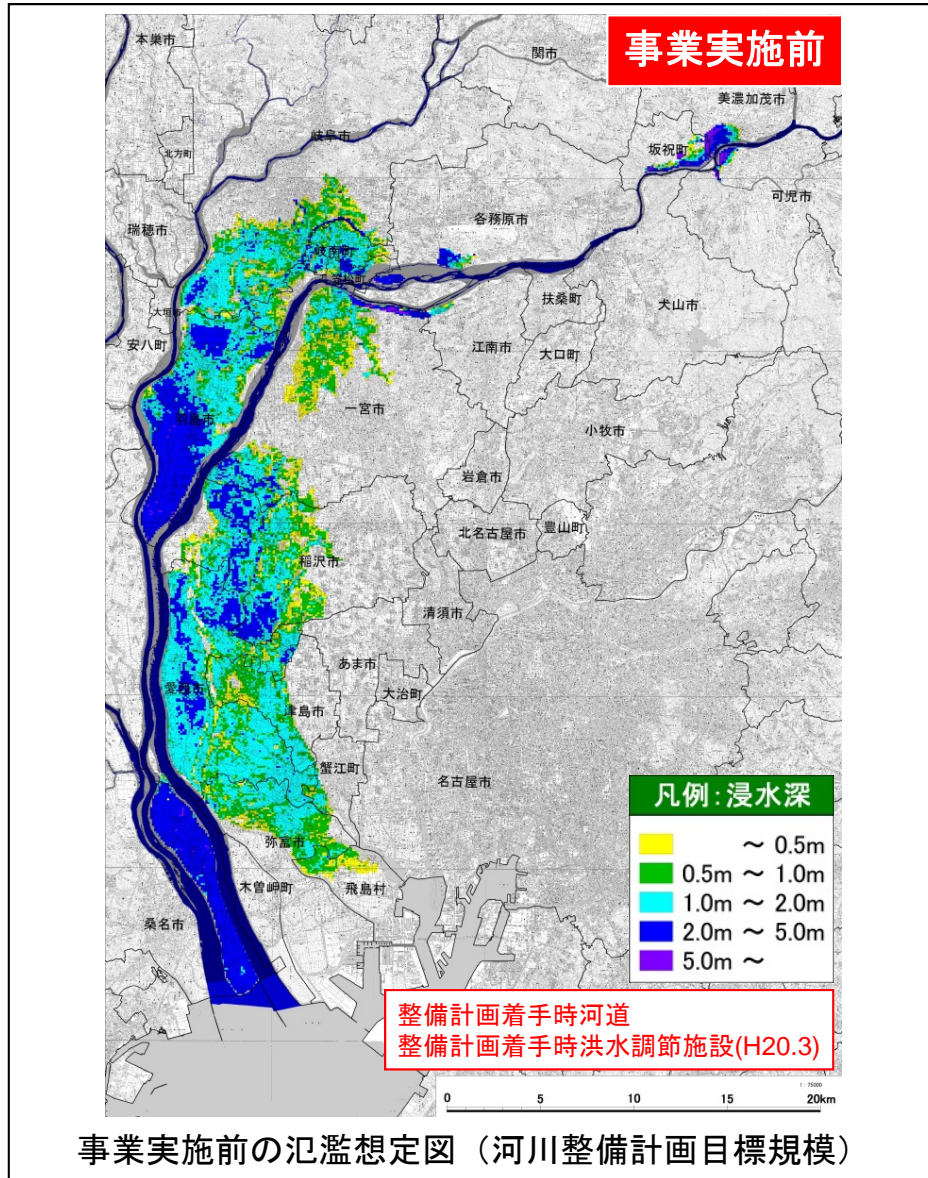 事業実施前
本巣市
関市
美濃加茂市
岐阜市
坂祝町
北方町
可児市
各務原市
瑞穂市
岐南町
笠松町
扶桑町
犬山市
大垣市
安八町
江南市
大口町
一宮市
小牧市
羽島市
岩倉市
北名古屋市
豊山町
稲沢市
清須市
あま市
愛西市
大治町
津島市
蟹江町
名古屋市
弥富市
木曽岬町
飛島村
桑名市
凡例:浸水深
~ 0.5m
0.5m ~ 1.0m
1.0m ~ 2.0m
2.0m ~ 5.0m
5.0m ~
整備計画着手時河道
整備計画着手時洪水調節施設(H20.3)
1:75000
0 5 10 15 20km
事業実施前の氾濫想定図（河川整備計画目標規模）